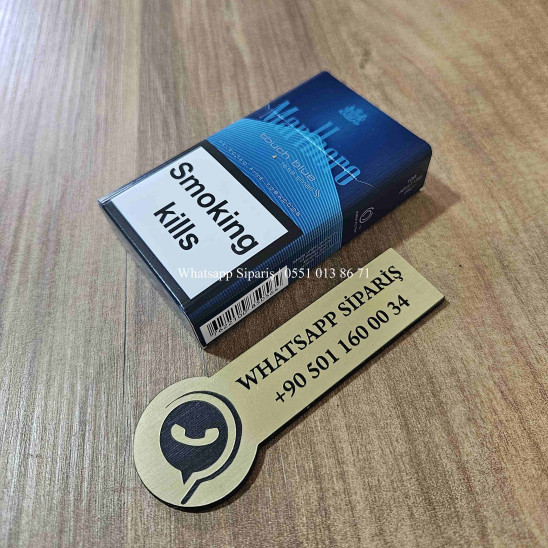 Marlboro
touch blue
Smoking
kills
Whatsapp Sipariş | 0551 013 86 71
WHATSAPP SİPARİŞ
+90 501 160 00 34